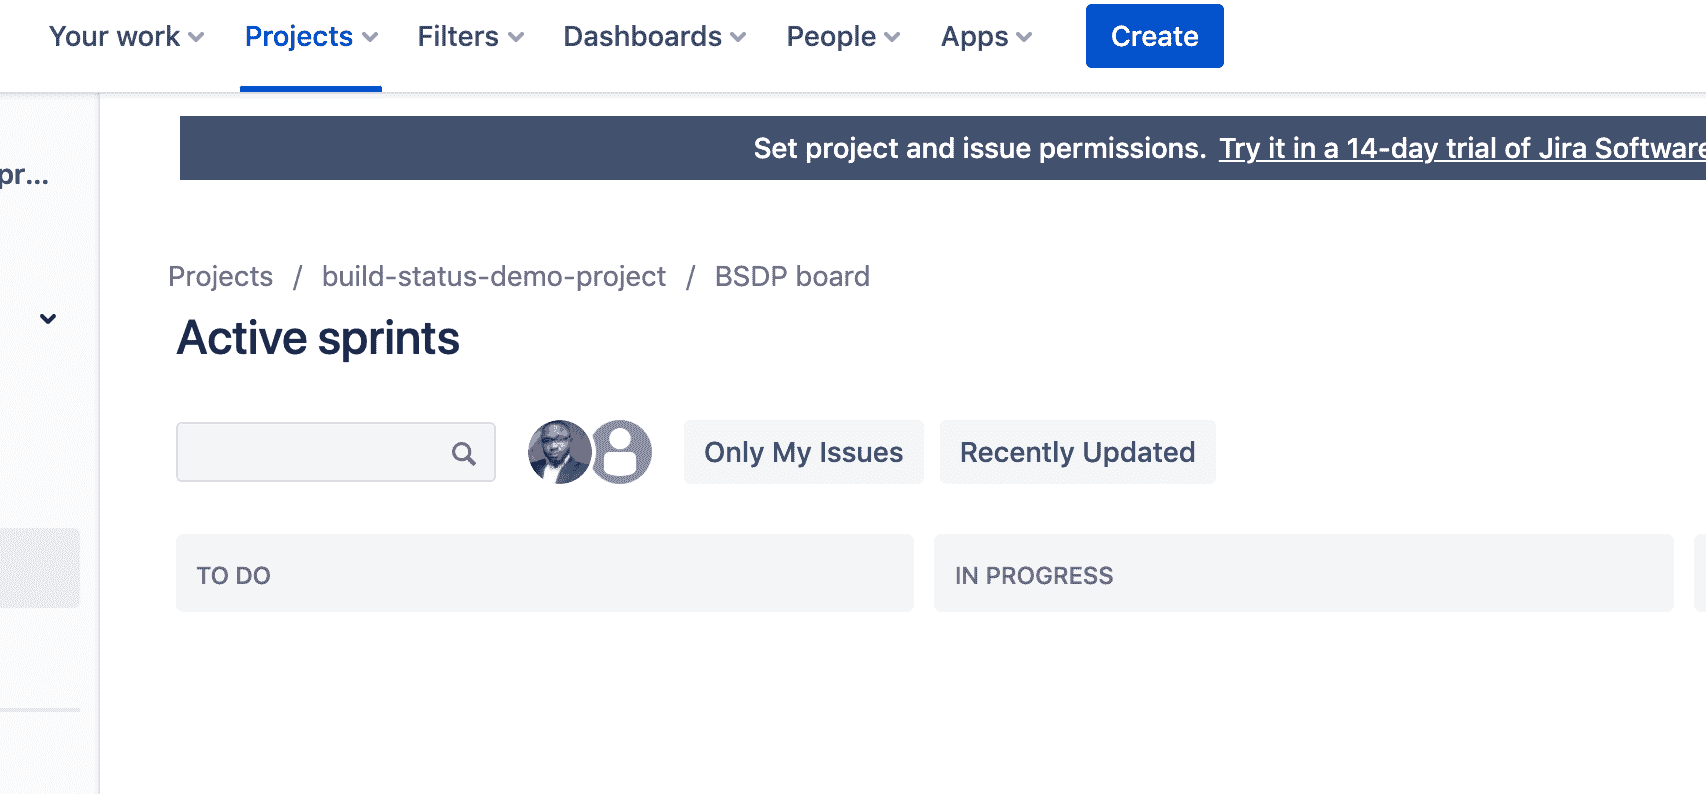 Your work Projects Filters Dashboards People Apps Create
Set project and issue permissions. Try it in a 14-day trial of Jira Software
pr...
Projects / build-status-demo-project / BSDP board
Active sprints
Only My Issues Recently Updated
TO DO IN PROGRESS